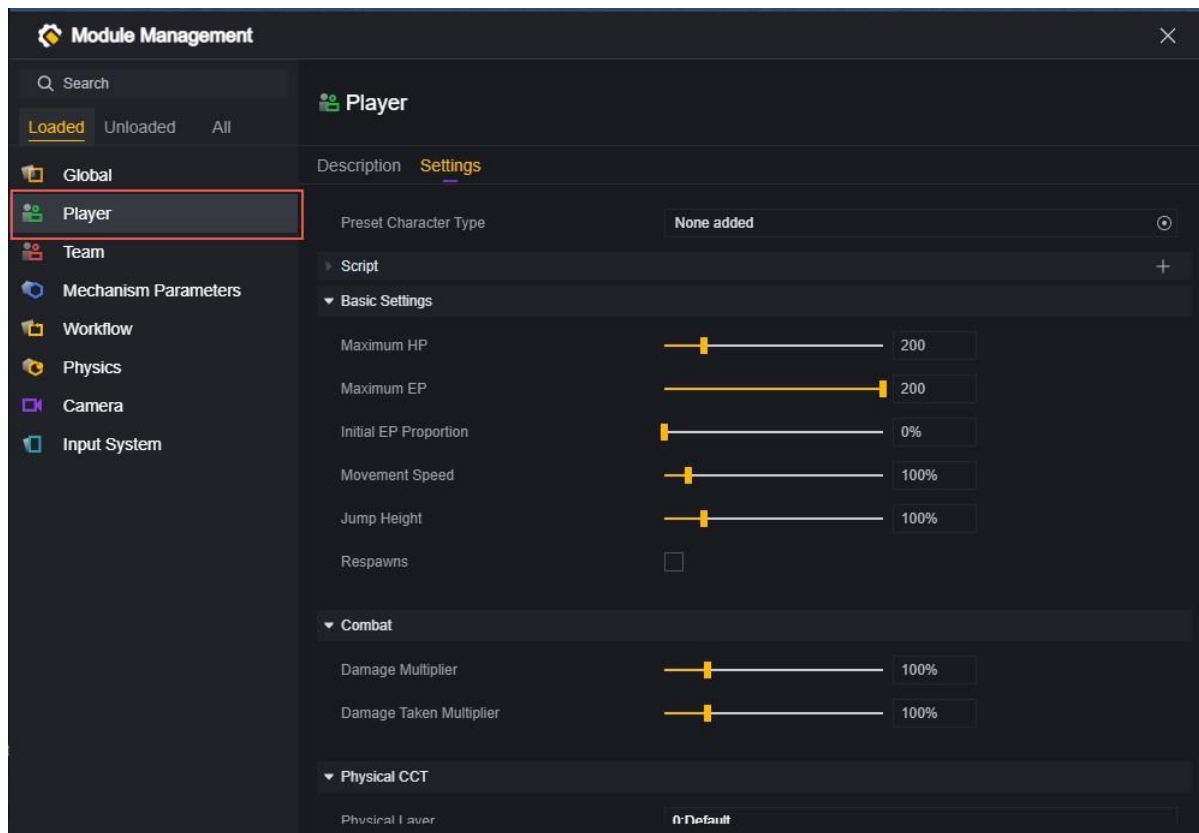 Module Management
Search
Loaded Unloaded All
Global
Player
Team
Mechanism Parameters
Workflow
Physics
Camera
Input System
Player
Description Settings
Preset Character Type None added
Script
Basic Settings
Maximum HP 200
Maximum EP 200
Initial EP Proportion 0%
Movement Speed 100%
Jump Height 100%
Respawns
Combat
Damage Multiplier 100%
Damage Taken Multiplier 100%
Physical CCT
Physical Layer 0:Default